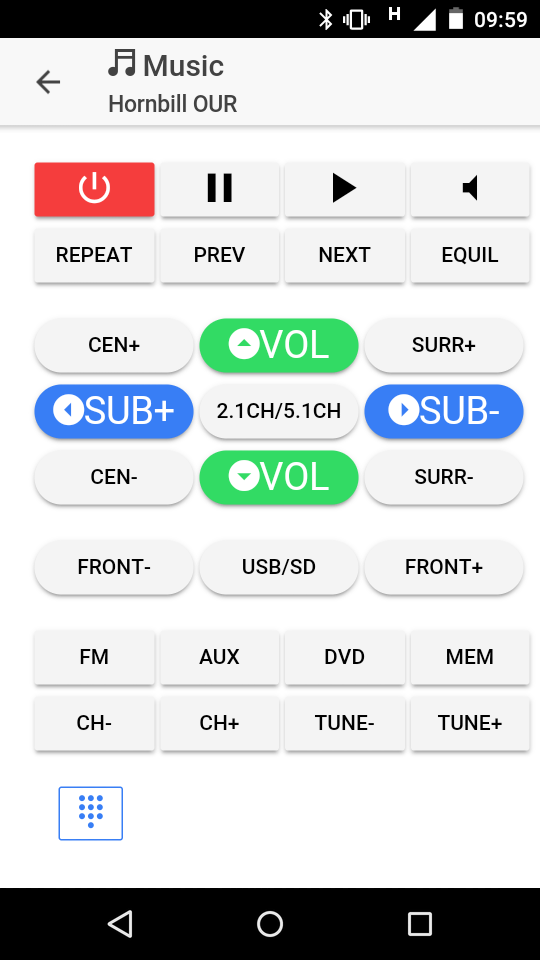 H 09:59
Music
Hornbill OUR
REPEAT PREV NEXT EQUIL
CEN+ VOL SURR+
SUB+ 2.1CH/5.1CH SUB-
CEN- VOL SURR-
FRONT- USB/SD FRONT+
FM AUX DVD MEM
CH- CH+ TUNE- TUNE+